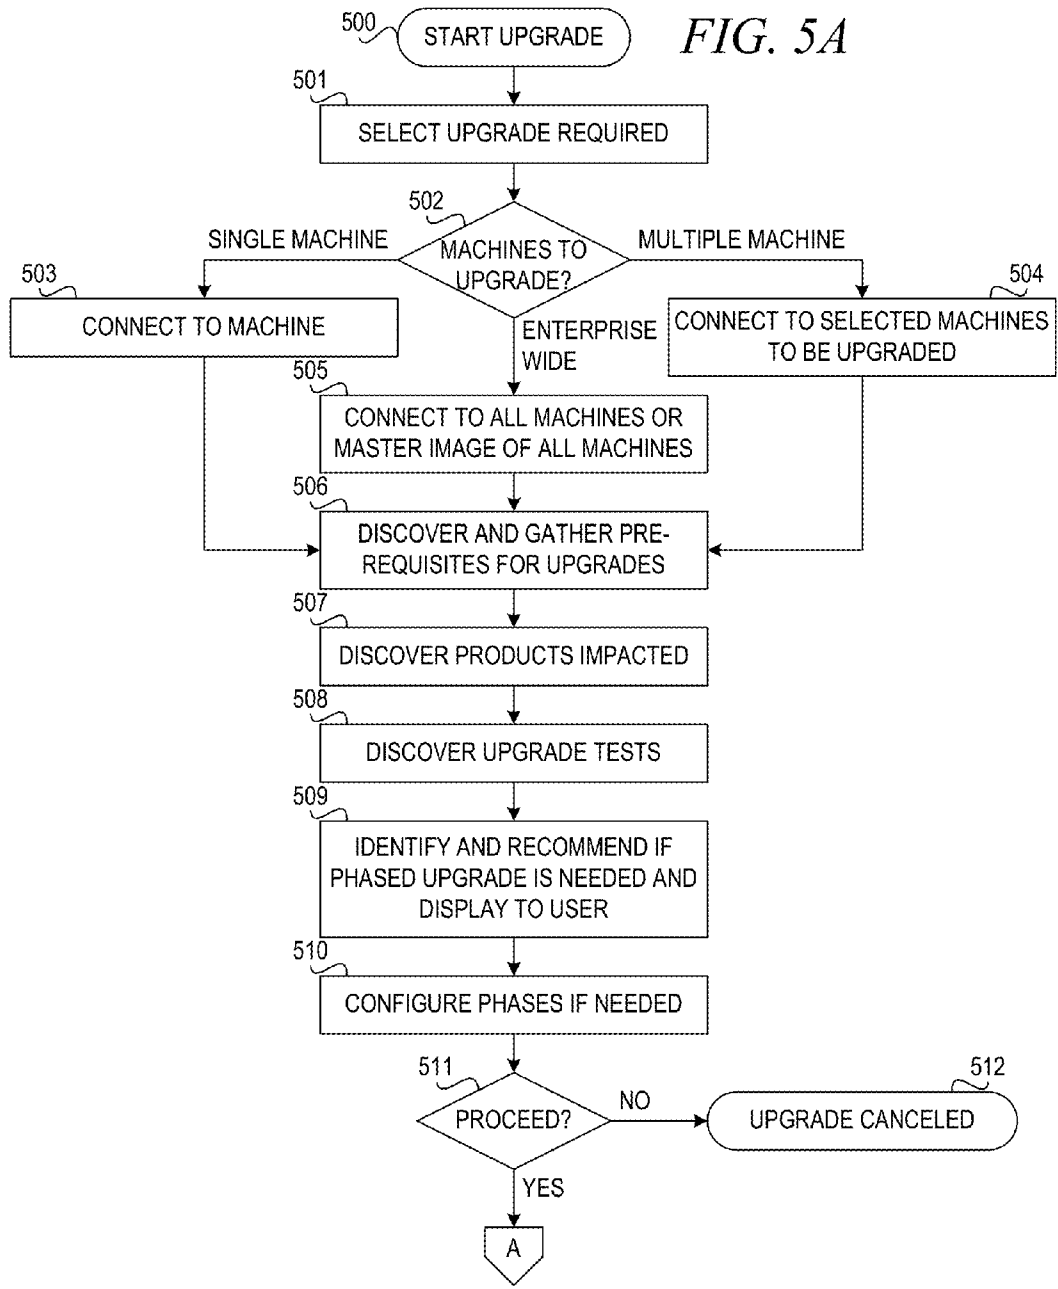 500
START UPGRADE
FIG. 5A
501
SELECT UPGRADE REQUIRED
502
SINGLE MACHINE
MACHINES TO
UPGRADE?
MULTIPLE MACHINE
503
CONNECT TO MACHINE
504
CONNECT TO SELECTED MACHINES
TO BE UPGRADED
ENTERPRISE
WIDE
505
CONNECT TO ALL MACHINES OR
MASTER IMAGE OF ALL MACHINES
506
DISCOVER AND GATHER PRE-
REQUISITES FOR UPGRADES
507
DISCOVER PRODUCTS IMPACTED
508
DISCOVER UPGRADE TESTS
509
IDENTIFY AND RECOMMEND IF
PHASED UPGRADE IS NEEDED AND
DISPLAY TO USER
510
CONFIGURE PHASES IF NEEDED
511
PROCEED?
NO
512
UPGRADE CANCELED
YES
A